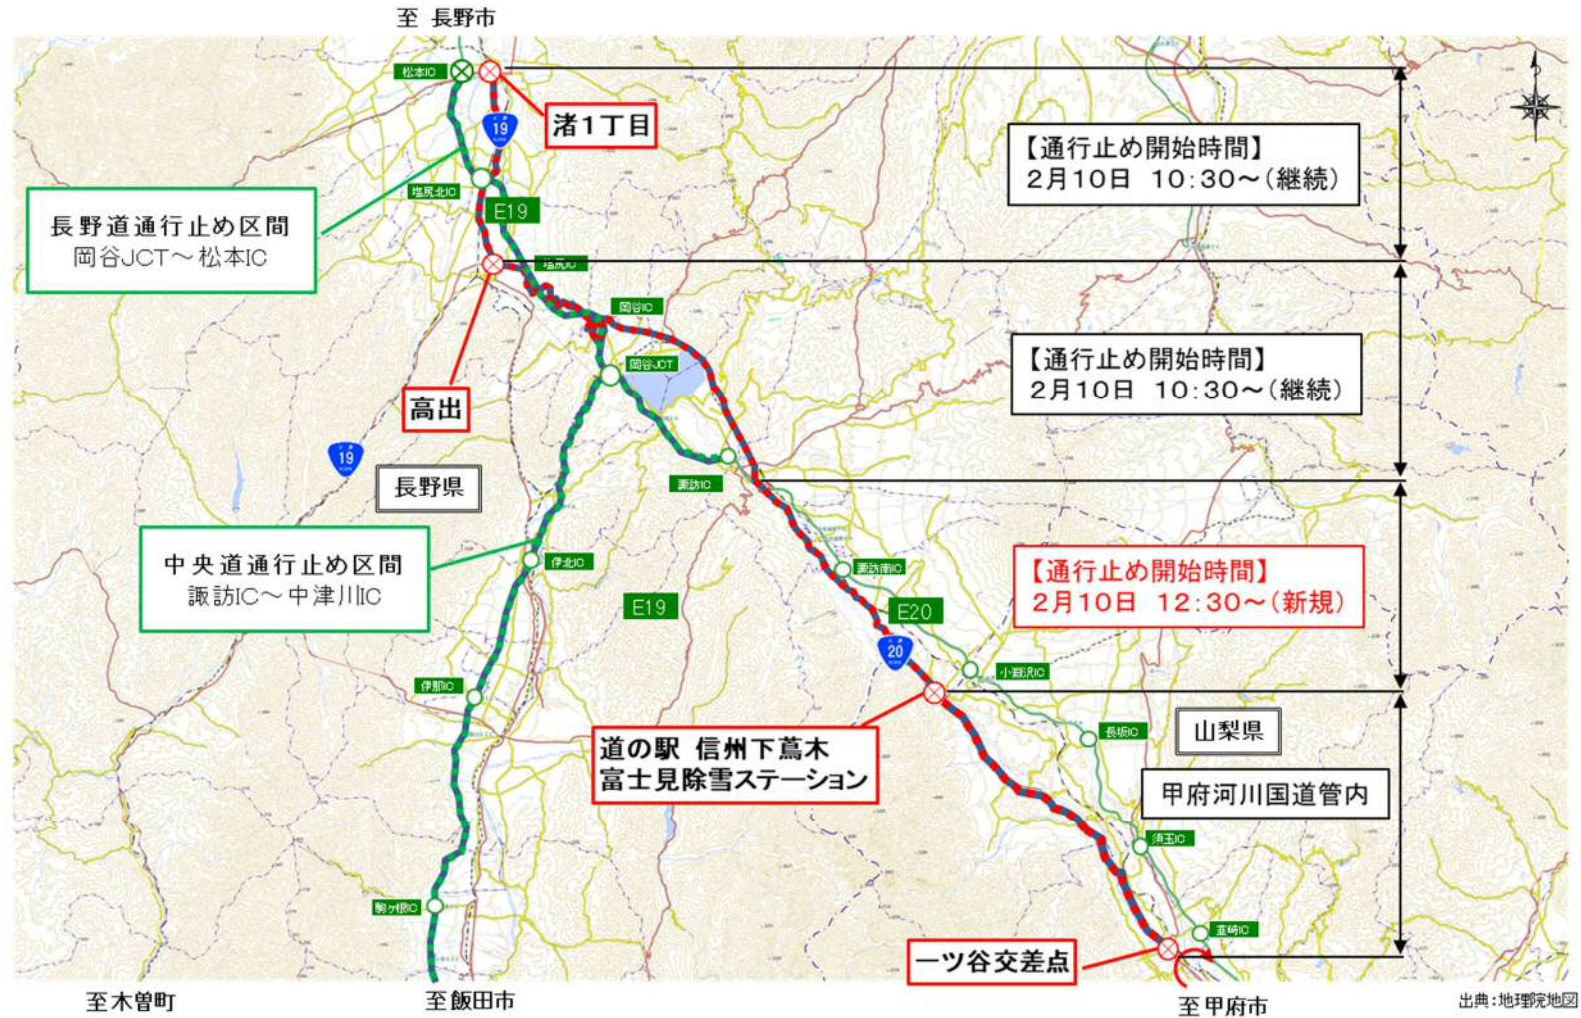 至 長野市
松本IC
渚1丁目
19
【通行止め開始時間】
2月10日 10:30～(継続)
塩尻北IC
E19
長野道通行止め区間
岡谷JCT～松本IC
塩尻IC
岡谷IC
岡谷JCT
【通行止め開始時間】
2月10日 10:30～(継続)
高出
19
長野県
諏訪IC
中央道通行止め区間
諏訪IC～中津川IC
伊北IC
諏訪南IC
【通行止め開始時間】
2月10日 12:30～(新規)
E19
E20
20
小淵沢IC
伊那IC
道の駅 信州下蔦木
富士見除雪ステーション
長坂IC
山梨県
甲府河川国道管内
須玉IC
駒ヶ根IC
韮崎IC
一ツ谷交差点
至木曽町
至飯田市
至甲府市
出典:地理院地図